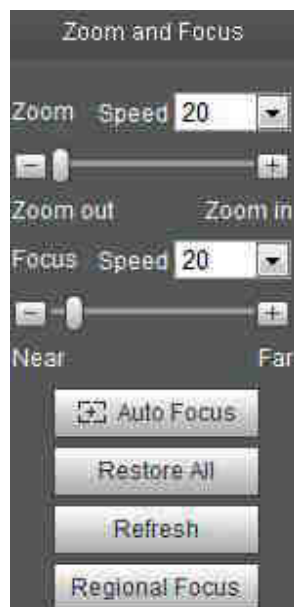 Zoom and Focus
Zoom Speed 20
Zoom out Zoom in
Focus Speed 20
Near Far
Auto Focus
Restore All
Refresh
Regional Focus